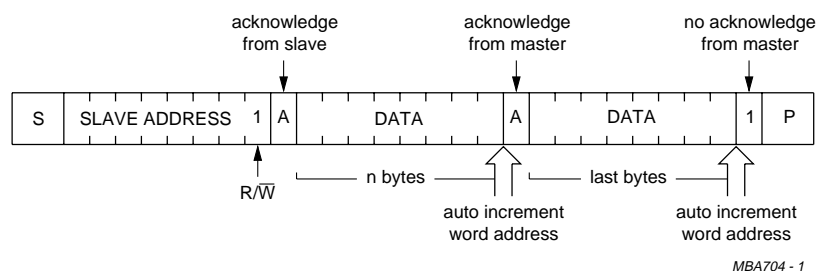 acknowledge
from slave
acknowledge
from master
no acknowledge
from master
S SLAVE ADDRESS 1 A DATA A DATA 1 P
R/W̅
n bytes
last bytes
auto increment
word address
auto increment
word address
MBA704 - 1